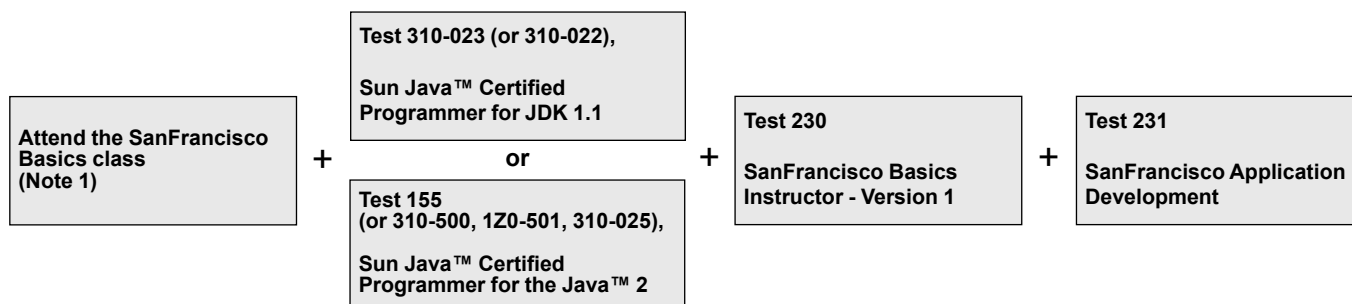 Attend the SanFrancisco
Basics class
(Note 1)
+
Test 310-023 (or 310-022),
Sun Java™ Certified
Programmer for JDK 1.1
or
Test 155
(or 310-500, 1Z0-501, 310-025),
Sun Java™ Certified
Programmer for the Java™ 2
+
Test 230
SanFrancisco Basics
Instructor - Version 1
+
Test 231
SanFrancisco Application
Development